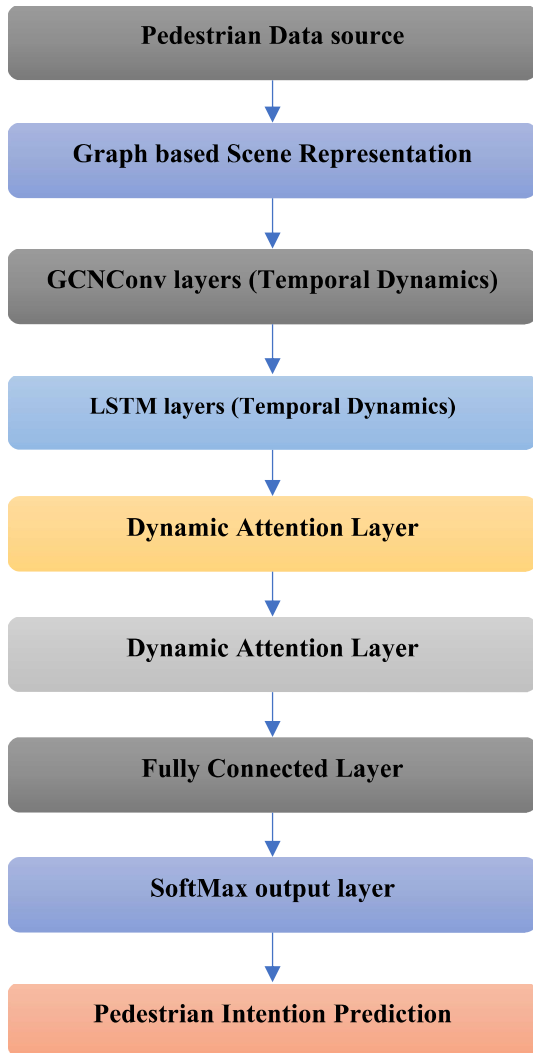 Pedestrian Data source
Graph based Scene Representation
GCNConv layers (Temporal Dynamics)
LSTM layers (Temporal Dynamics)
Dynamic Attention Layer
Dynamic Attention Layer
Fully Connected Layer
SoftMax output layer
Pedestrian Intention Prediction